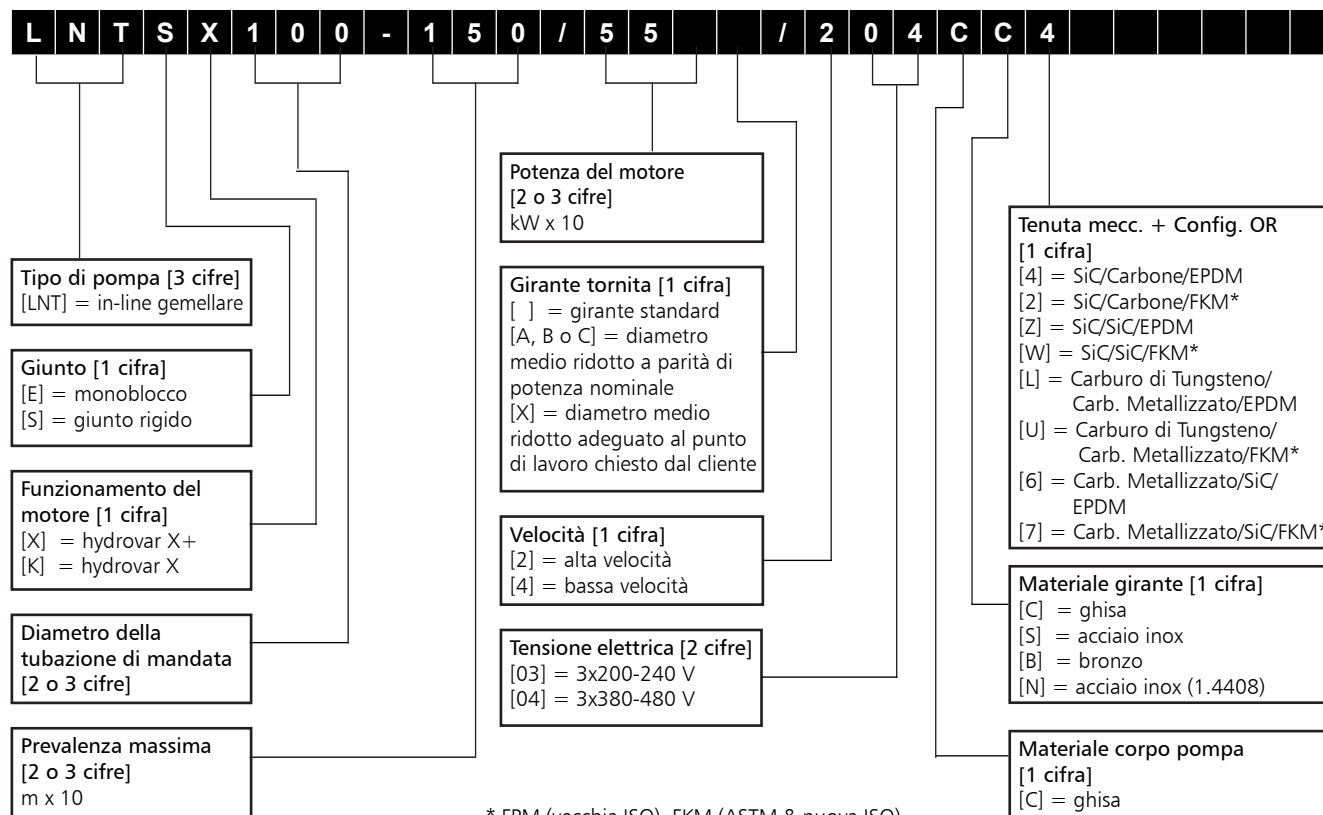 L N T S X 1 0 0 - 1 5 0 / 5 5 / 2 0 4 C C 4
Tipo di pompa [3 cifre]
[LNT] = in-line gemellare
Giunto [1 cifra]
[E] = monoblocco
[S] = giunto rigido
Funzionamento del
motore [1 cifra]
[X] = hydrovar X+
[K] = hydrovar X
Diametro della
tubazione di mandata
[2 o 3 cifre]
Prevalenza massima
[2 o 3 cifre]
m x 10
Potenza del motore
[2 o 3 cifre]
kW x 10
Girante tornita [1 cifra]
[ ] = girante standard
[A, B o C] = diametro
medio ridotto a parità di
potenza nominale
[X] = diametro medio
ridotto adeguato al punto
di lavoro chiesto dal cliente
Velocità [1 cifra]
[2] = alta velocità
[4] = bassa velocità
Tensione elettrica [2 cifre]
[03] = 3x200-240 V
[04] = 3x380-480 V
Tenuta mecc. + Config. OR
[1 cifra]
[4] = SiC/Carbone/EPDM
[2] = SiC/Carbone/FKM*
[Z] = SiC/SiC/EPDM
[W] = SiC/SiC/FKM*
[L] = Carburo di Tungsteno/
Carb. Metallizzato/EPDM
[U] = Carburo di Tungsteno/
Carb. Metallizzato/FKM*
[6] = Carb. Metallizzato/SiC/
EPDM
[7] = Carb. Metallizzato/SiC/FKM*
Materiale girante [1 cifra]
[C] = ghisa
[S] = acciaio inox
[B] = bronzo
[N] = acciaio inox (1.4408)
Materiale corpo pompa
[1 cifra]
[C] = ghisa
* FPM (vecchia ISO), FKM (ASTM & nuova ISO)